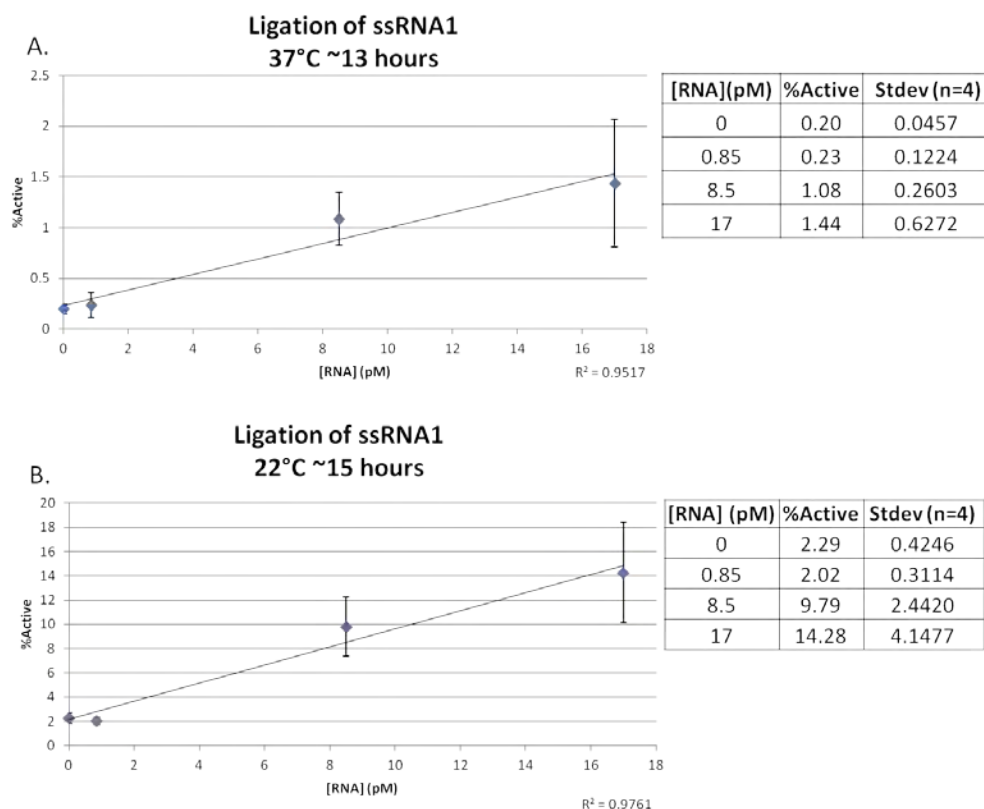 A.
Ligation of ssRNA1
37°C ~13 hours
2.5
2
1.5
1
0.5
0
%Active
0 2 4 6 8 10 12 14 16 18
[RNA] (pM)
R² = 0.9517
[RNA](pM) %Active Stdev (n=4)
0 0.20 0.0457
0.85 0.23 0.1224
8.5 1.08 0.2603
17 1.44 0.6272
B.
Ligation of ssRNA1
22°C ~15 hours
20
18
16
14
12
10
8
6
4
2
0
%Active
0 2 4 6 8 10 12 14 16 18
[RNA] (pM)
R² = 0.9761
[RNA] (pM) %Active Stdev (n=4)
0 2.29 0.4246
0.85 2.02 0.3114
8.5 9.79 2.4420
17 14.28 4.1477